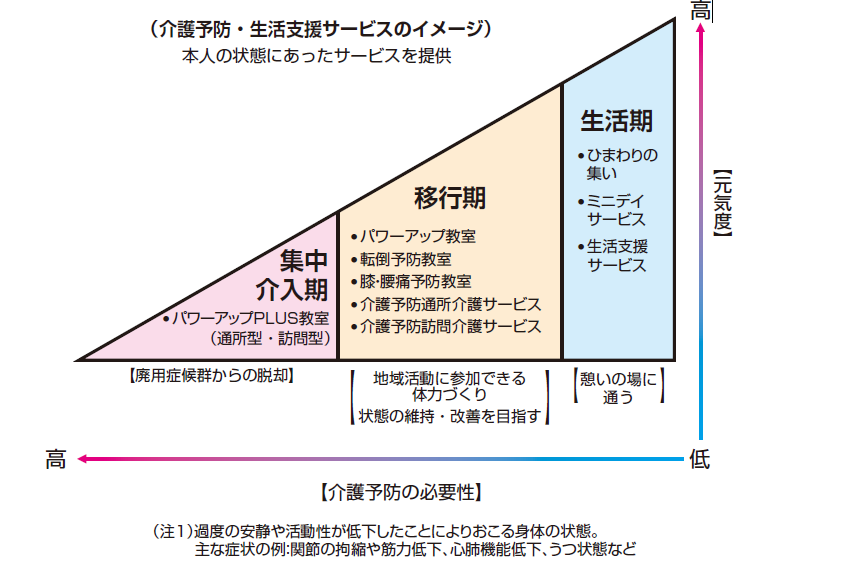 (介護予防・生活支援サービスのイメージ)
本人の状態にあったサービスを提供
高
【元気度】
生活期
•ひまわりの
集い
•ミニデイ
サービス
•生活支援
サービス
移行期
•パワーアップ教室
•転倒予防教室
•膝・腰痛予防教室
•介護予防通所介護サービス
•介護予防訪問介護サービス
集中
介入期
•パワーアップPLUS教室
(通所型・訪問型)
【廃用症候群からの脱却】
【地域活動に参加できる
体力づくり
状態の維持・改善を目指す】
【憩いの場に
通う】
高
低
【介護予防の必要性】
(注1)過度の安静や活動性が低下したことによりおこる身体の状態。
主な症状の例:関節の拘縮や筋力低下、心肺機能低下、うつ状態など